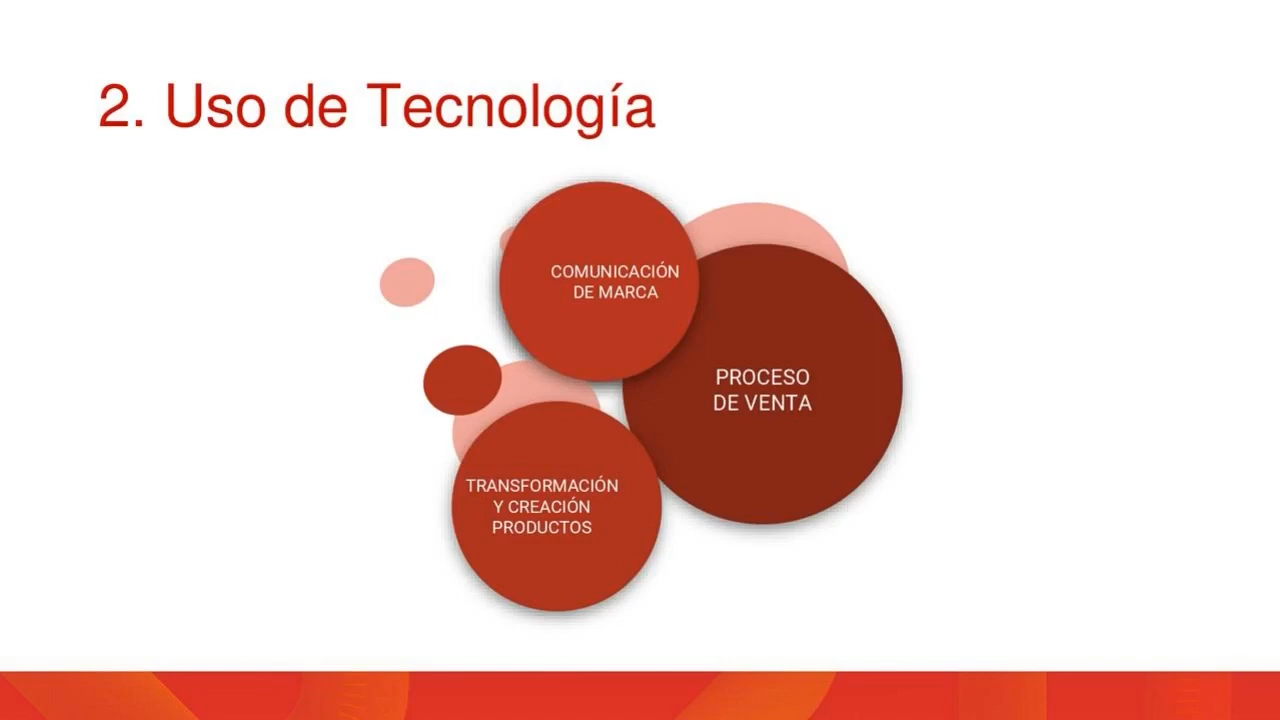 2. Uso de Tecnología
COMUNICACIÓN
DE MARCA
PROCESO
DE VENTA
TRANSFORMACIÓN
Y CREACIÓN
PRODUCTOS